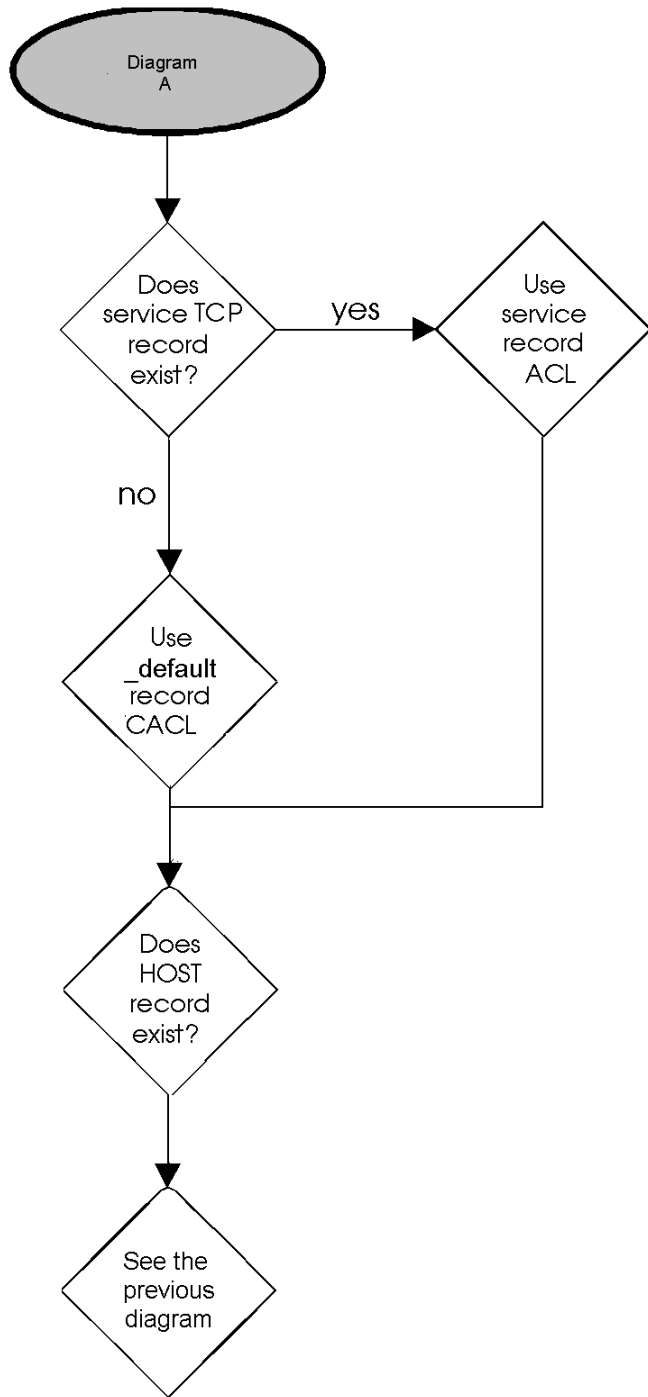 Diagram
A
Does
service TCP
record
exist?
yes
Use
service
record
ACL
no
Use
_default
record
CACL
Does
HOST
record
exist?
See the
previous
diagram